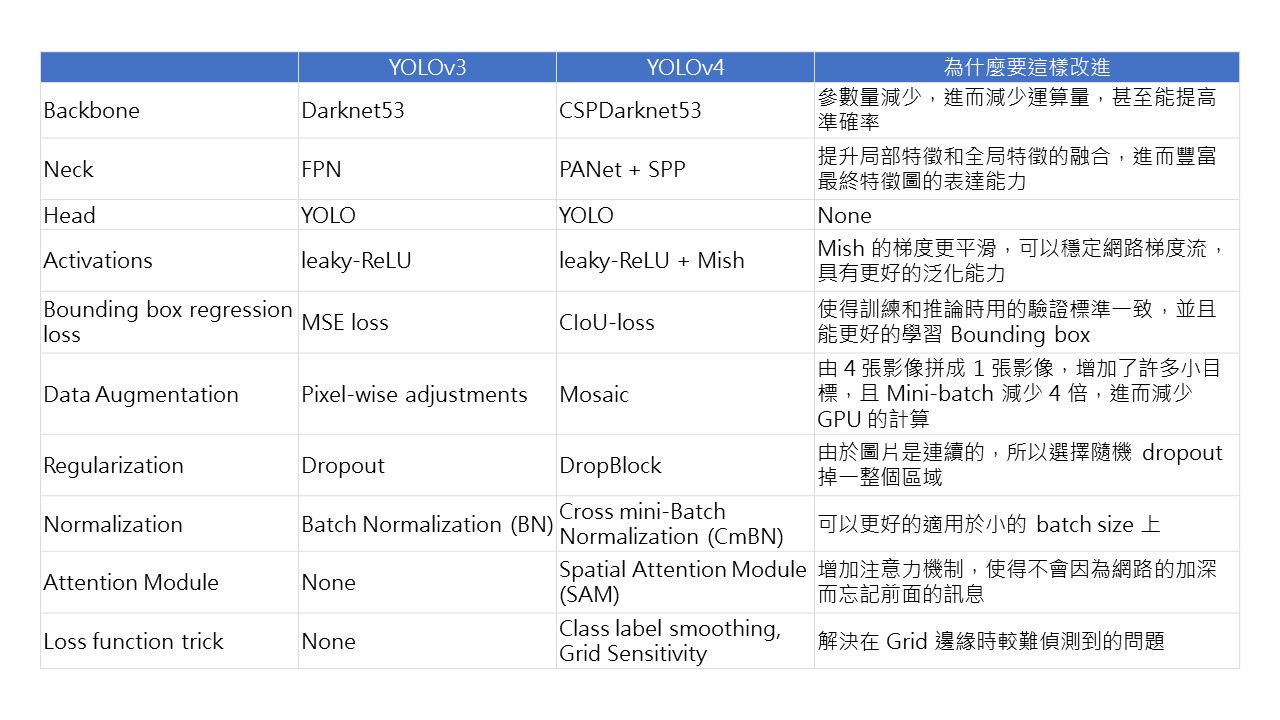 YOLOv3 YOLOv4 為什麼要這樣改進
Backbone Darknet53 CSPDarknet53 參數量減少，進而減少運算量，甚至能提高
準確率
Neck FPN PANet + SPP 提升局部特徵和全局特徵的融合，進而豐富
最終特徵圖的表達能力
Head YOLO YOLO None
Activations leaky-ReLU leaky-ReLU + Mish Mish 的梯度更平滑，可以穩定網路梯度流，
具有更好的泛化能力
Bounding box regression
loss MSE loss CIoU-loss 使得訓練和推論時用的驗證標準一致，並且
能更好的學習 Bounding box
Data Augmentation Pixel-wise adjustments Mosaic 由 4 張影像拼成 1 張影像，增加了許多小目
標，且 Mini-batch 減少 4 倍，進而減少
GPU 的計算
Regularization Dropout DropBlock 由於圖片是連續的，所以選擇隨機 dropout
掉一整個區域
Normalization Batch Normalization (BN) Cross mini-Batch
Normalization (CmBN) 可以更好的適用於小的 batch size 上
Attention Module None Spatial Attention Module
(SAM) 增加注意力機制，使得不會因為網路的加深
而忘記前面的訊息
Loss function trick None Class label smoothing,
Grid Sensitivity 解決在 Grid 邊緣時較難偵測到的問題